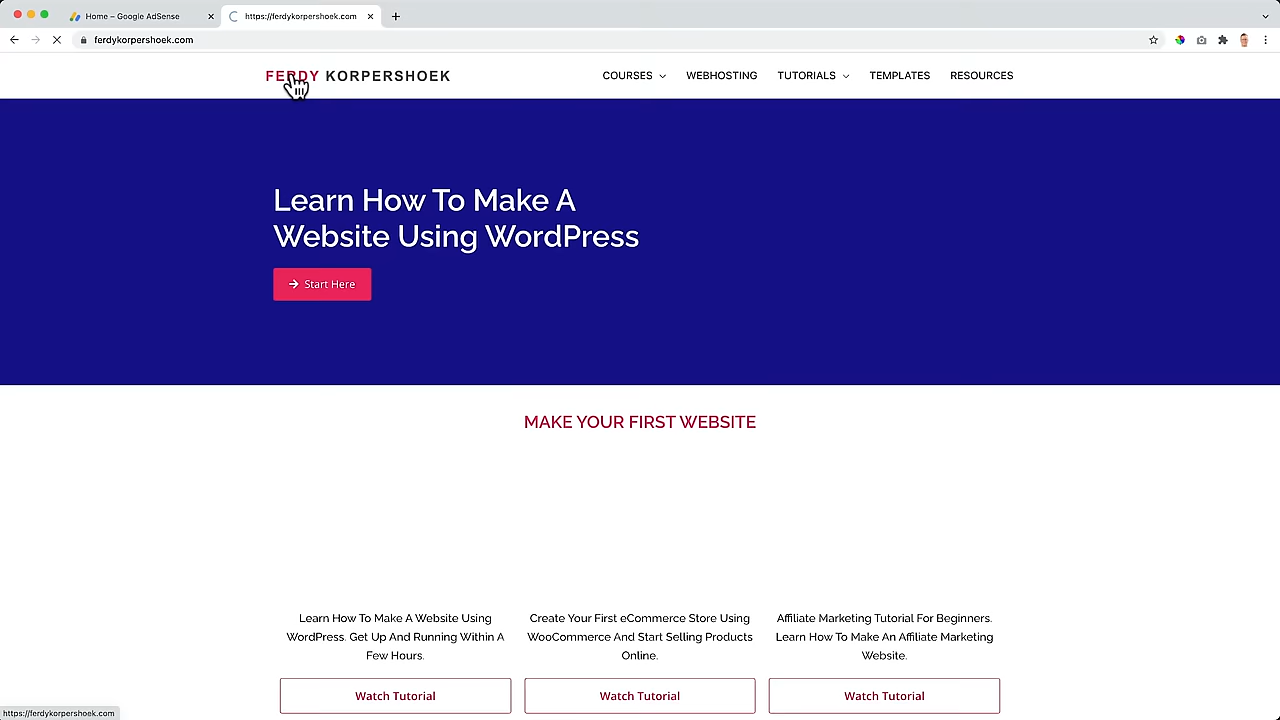 Home – Google AdSense
https://ferdykorpershoek.com
ferdykorpershoek.com
FERDY KORPERSHOEK
COURSES
WEBHOSTING
TUTORIALS
TEMPLATES
RESOURCES
Learn How To Make A
Website Using WordPress
Start Here
MAKE YOUR FIRST WEBSITE
Learn How To Make A Website Using
WordPress. Get Up And Running Within A
Few Hours.
Watch Tutorial
Create Your First eCommerce Store Using
WooCommerce And Start Selling Products
Online.
Watch Tutorial
Affiliate Marketing Tutorial For Beginners.
Learn How To Make An Affiliate Marketing
Website.
Watch Tutorial
https://ferdykorpershoek.com